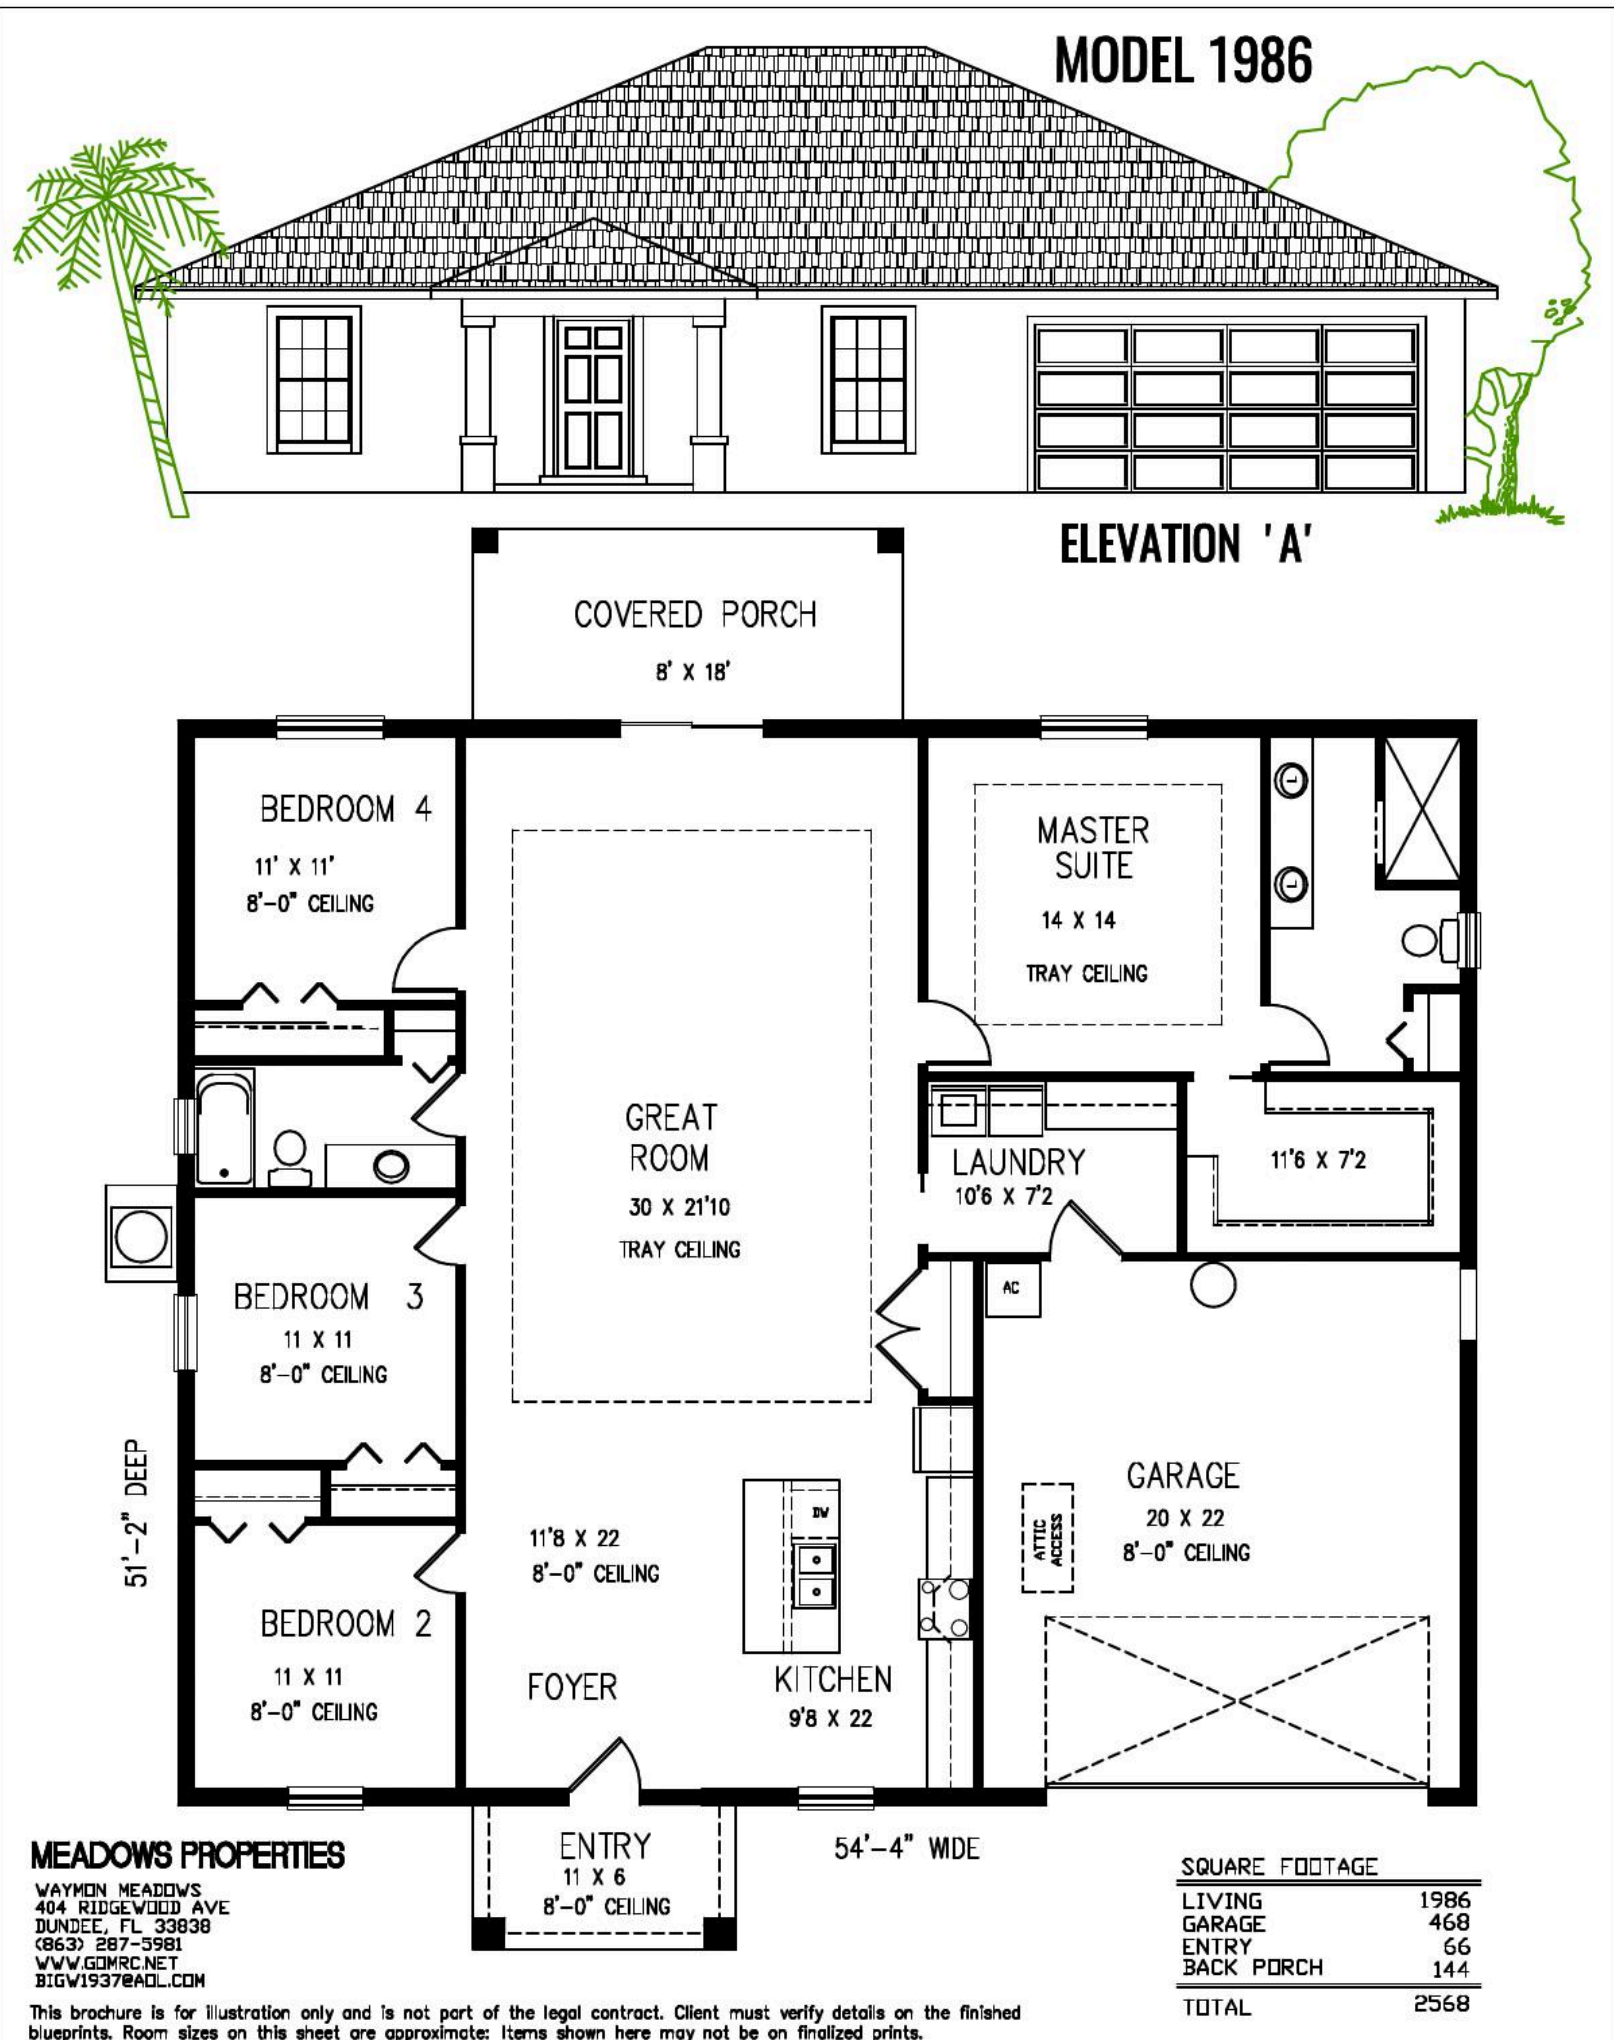 MODEL 1986
ELEVATION 'A'
COVERED PORCH
8' X 18'
BEDROOM 4
11' X 11'
8'-0" CEILING
MASTER
SUITE
14 X 14
TRAY CEILING
GREAT
ROOM
30 X 21'10
TRAY CEILING
LAUNDRY
10'6 X 7'2
11'6 X 7'2
BEDROOM 3
11 X 11
8'-0" CEILING
AC
51'-2" DEEP
GARAGE
20 X 22
8'-0" CEILING
ATTIC
ACCESS
DW
11'8 X 22
8'-0" CEILING
BEDROOM 2
11 X 11
8'-0" CEILING
FOYER
KITCHEN
9'8 X 22
ENTRY
11 X 6
8'-0" CEILING
54'-4" WIDE
MEADOWS PROPERTIES
WAYMON MEADOWS
404 RIDGEWOOD AVE
DUNDEE, FL 33838
(863) 287-5981
WWW.GOMRC.NET
BIGW1937@AOL.COM
SQUARE FOOTAGE
LIVING 1986
GARAGE 468
ENTRY 66
BACK PORCH 144
TOTAL 2568
This brochure is for illustration only and is not part of the legal contract. Client must verify details on the finished
blueprints. Room sizes on this sheet are approximate: Items shown here may not be on finalized prints.